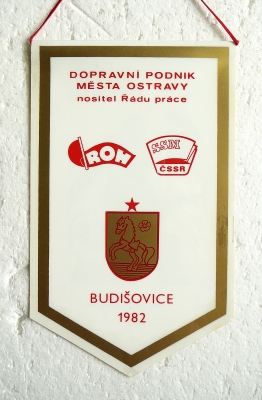 DOPRAVNÍ PODNIK
MĚSTA OSTRAVY
nositel Řádu práce
ROH
SSM
ČSSR
BUDIŠOVICE
1982